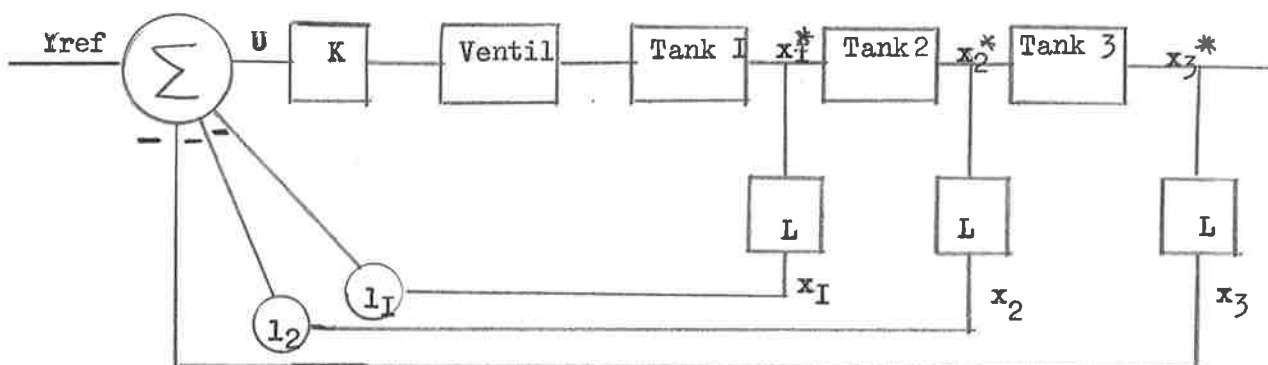 Yref
Σ
U
K
Ventil
Tank I
x₁*
Tank 2
x₂*
Tank 3
x₃*
L
L
L
l₁
x₁
l₂
x₂
x₃